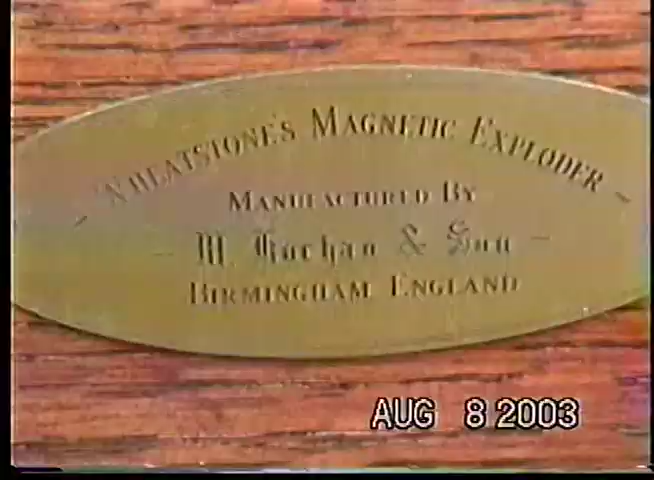 - WHEATSTONE'S MAGNETIC EXPLODER -
MANUFACTURED BY
& Son -
BIRMINGHAM ENGLAND
AUG 8 2003